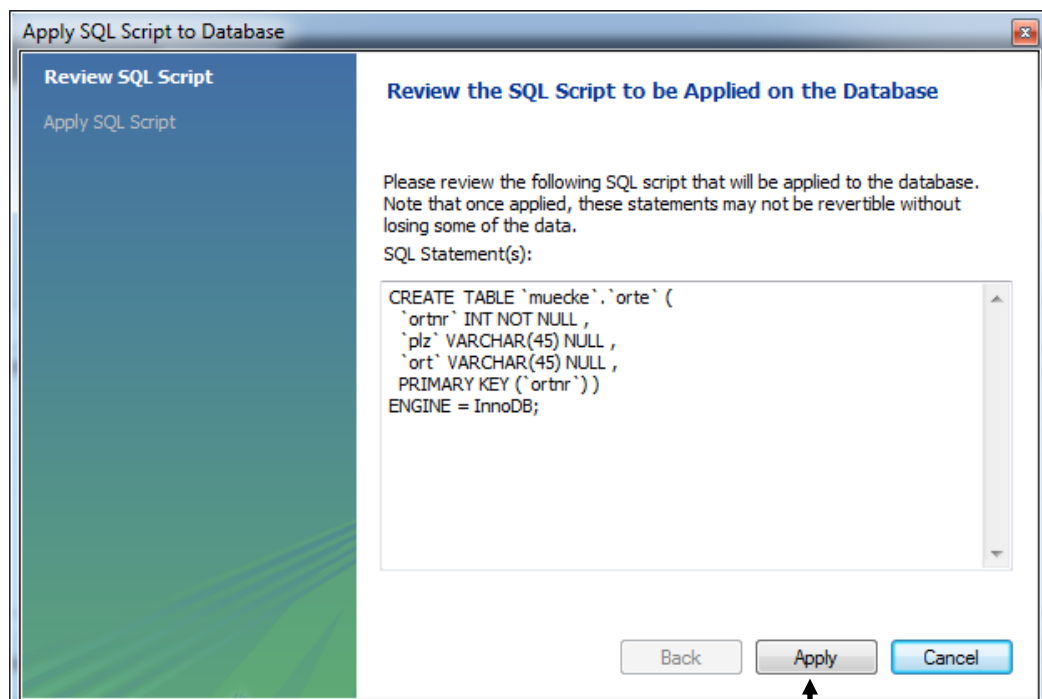 Apply SQL Script to Database
Review SQL Script
Apply SQL Script
Review the SQL Script to be Applied on the Database
Please review the following SQL script that will be applied to the database.
Note that once applied, these statements may not be revertible without
losing some of the data.
SQL Statement(s):
CREATE  TABLE `muecke`.`orte` (
  `ortnr` INT NOT NULL ,
  `plz` VARCHAR(45) NULL ,
  `ort` VARCHAR(45) NULL ,
  PRIMARY KEY (`ortnr`) )
ENGINE = InnoDB;
Back Apply Cancel